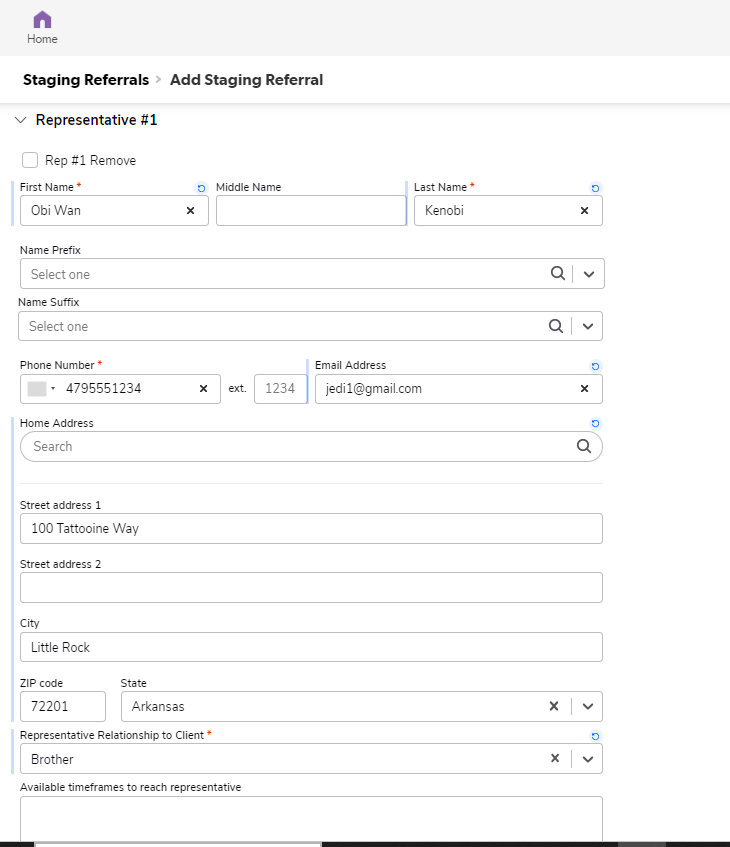 Home
Staging Referrals > Add Staging Referral
Representative #1
Rep #1 Remove
First Name * Middle Name Last Name *
Obi Wan Kenobi
Name Prefix
Select one
Name Suffix
Select one
Phone Number * Email Address
4795551234 ext. 1234 jedi1@gmail.com
Home Address
Search
Street address 1
100 Tattooine Way
Street address 2
City
Little Rock
ZIP code State
72201 Arkansas
Representative Relationship to Client *
Brother
Available timeframes to reach representative